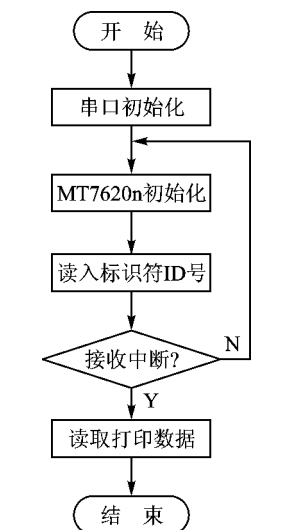 开 始
串口初始化
MT7620n初始化
读入标识符ID号
接收中断?
N
Y
读取打印数据
结 束